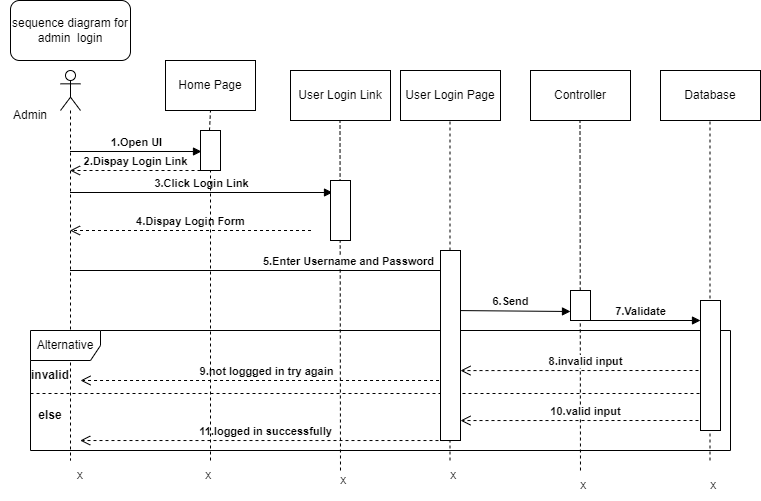 sequence diagram for
admin login
Home Page
User Login Link
User Login Page
Controller
Database
Admin
1.Open UI
2.Dispay Login Link
3.Click Login Link
4.Dispay Login Form
5.Enter Username and Password
6.Send
7.Validate
Alternative
8.invalid input
invalid
9.not loggged in try again
else
10.valid input
11.logged in successfully
X
X
X
X
X
X